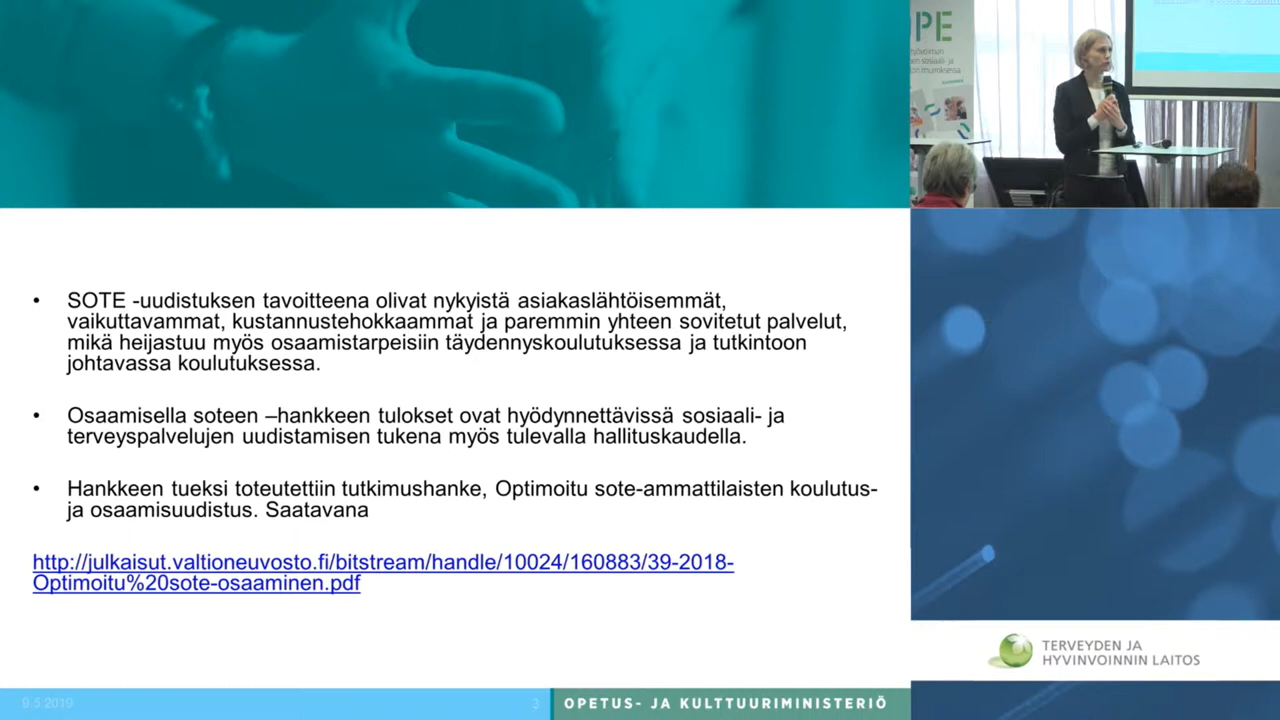 SOTE -uudistuksen tavoitteena olivat nykyistä asiakaslähtöisemmät,
vaikuttavammat, kustannustehokkaammat ja paremmin yhteen sovitetut palvelut,
mikä heijastuu myös osaamistarpeisiin täydennyskoulutuksessa ja tutkintoon
johtavassa koulutuksessa.
Osaamisella soteen –hankkeen tulokset ovat hyödynnettävissä sosiaali- ja
terveyspalvelujen uudistamisen tukena myös tulevalla hallituskaudella.
Hankkeen tueksi toteutettiin tutkimushanke, Optimoitu sote-ammattilaisten koulutus-
ja osaamisuudistus. Saatavana
http://julkaisut.valtioneuvosto.fi/bitstream/handle/10024/160883/39-2018-
Optimoitu%20sote-osaaminen.pdf
9.5.2019
3
OPETUS- JA KULTTUURIMINISTERIÖ
OPE
sosiaali- ja
TERVEYDEN JA
HYVINVOINNIN LAITOS